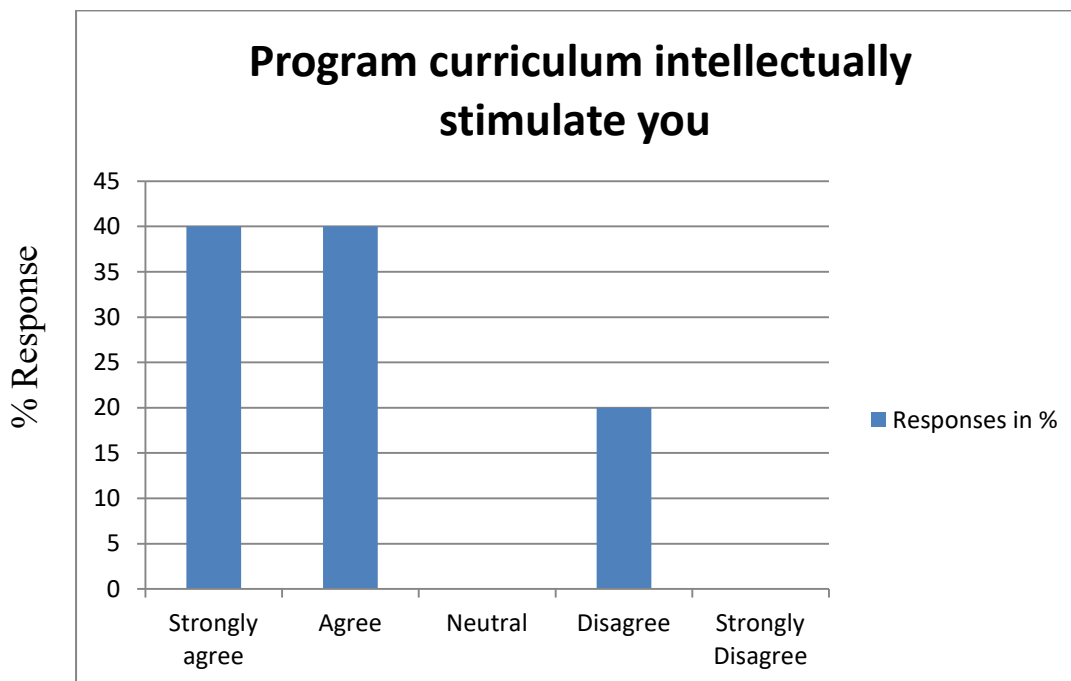 Program curriculum intellectually
stimulate you
% Response
45
40
35
30
25
20
15
10
5
0
Strongly
agree
Agree
Neutral
Disagree
Strongly
Disagree
Responses in %